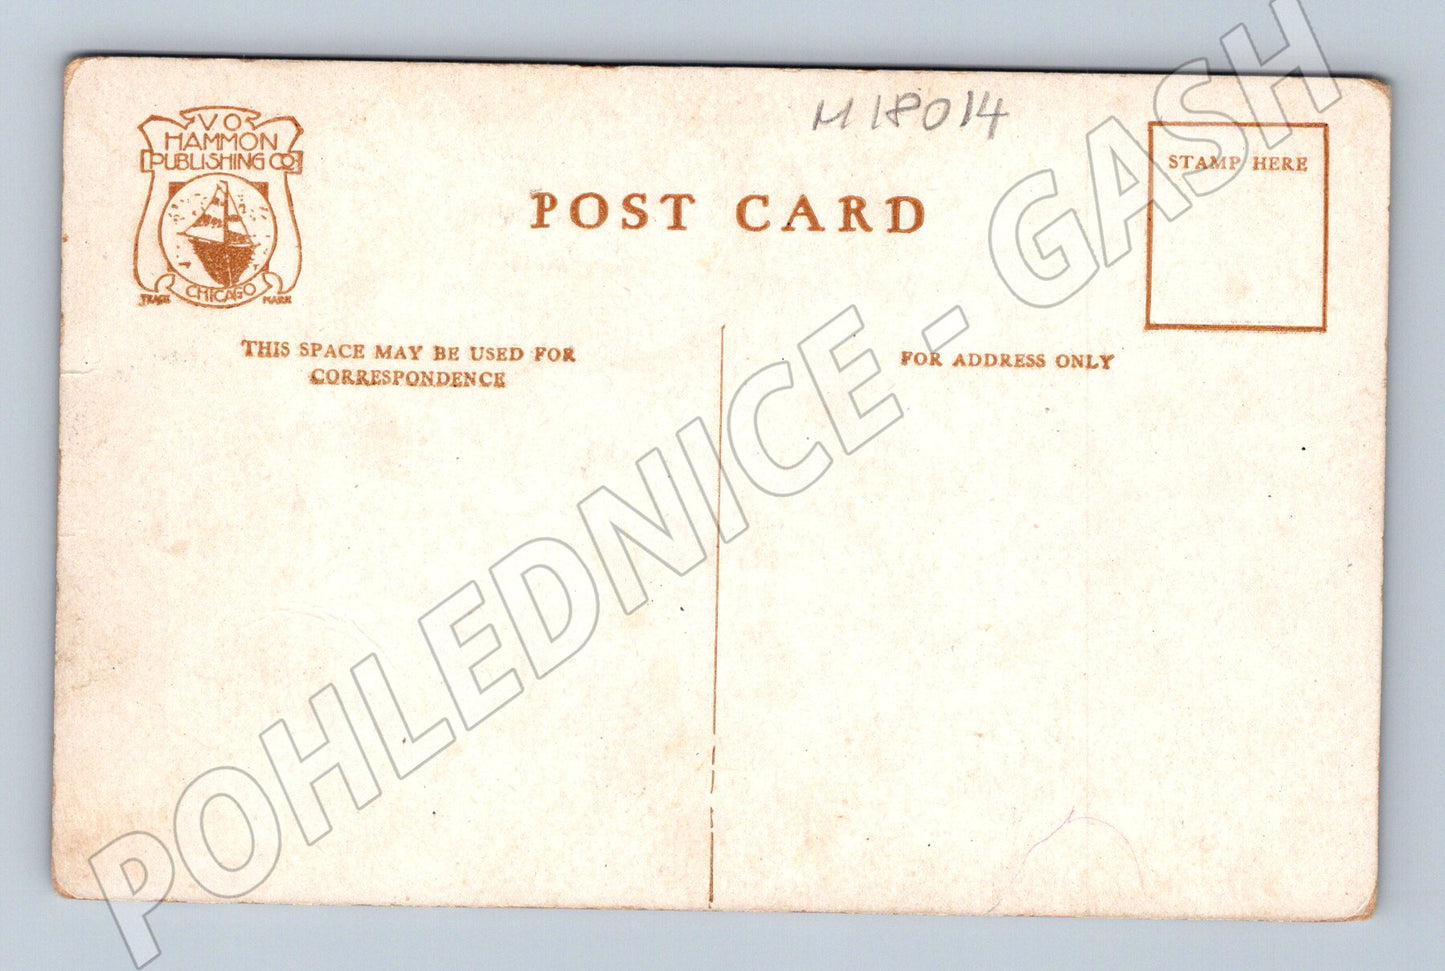 V.O.
HAMMON
PUBLISHING CO.
CHICAGO
TRADE MARK
M 18014
POST CARD
STAMP HERE
THIS SPACE MAY BE USED FOR
CORRESPONDENCE
FOR ADDRESS ONLY
POHLEDNICE - GASH